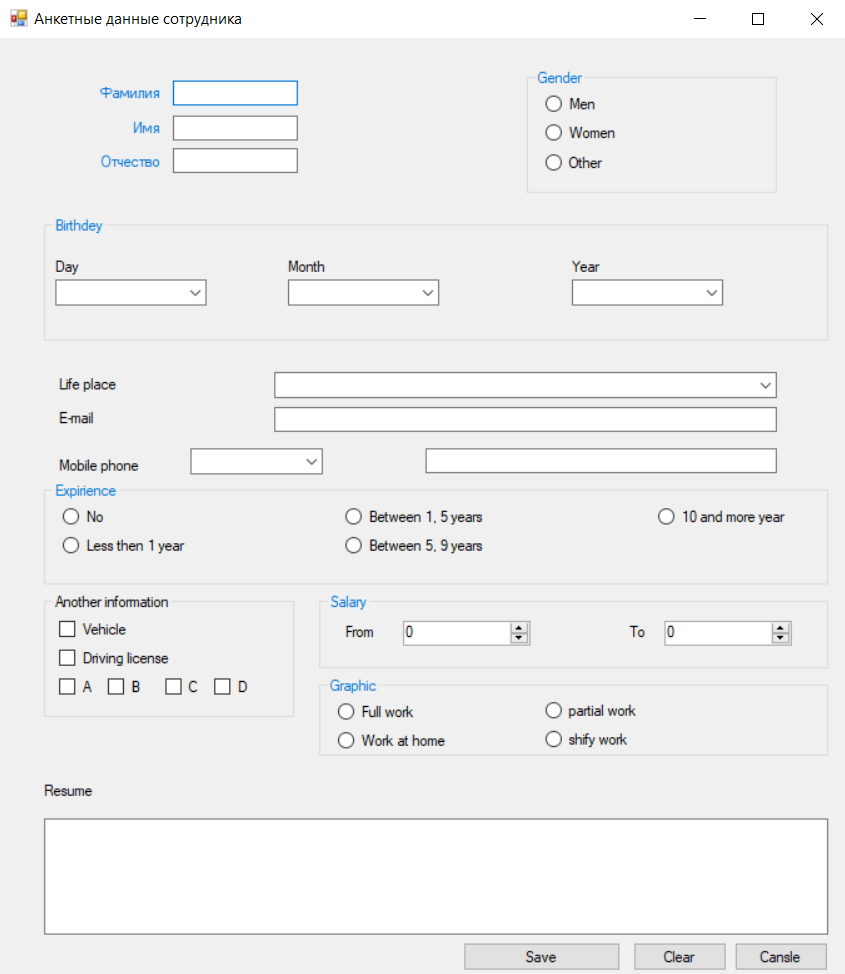 Анкетные данные сотрудника
Фамилия
Имя
Отчество
Gender
Men
Women
Other
Birthdey
Day Month Year
Life place
E-mail
Mobile phone
Expirience
No Between 1, 5 years 10 and more year
Less then 1 year Between 5, 9 years
Another information
Vehicle
Driving license
A B C D
Salary
From 0 To 0
Graphic
Full work partial work
Work at home shify work
Resume
Save Clear Cansle